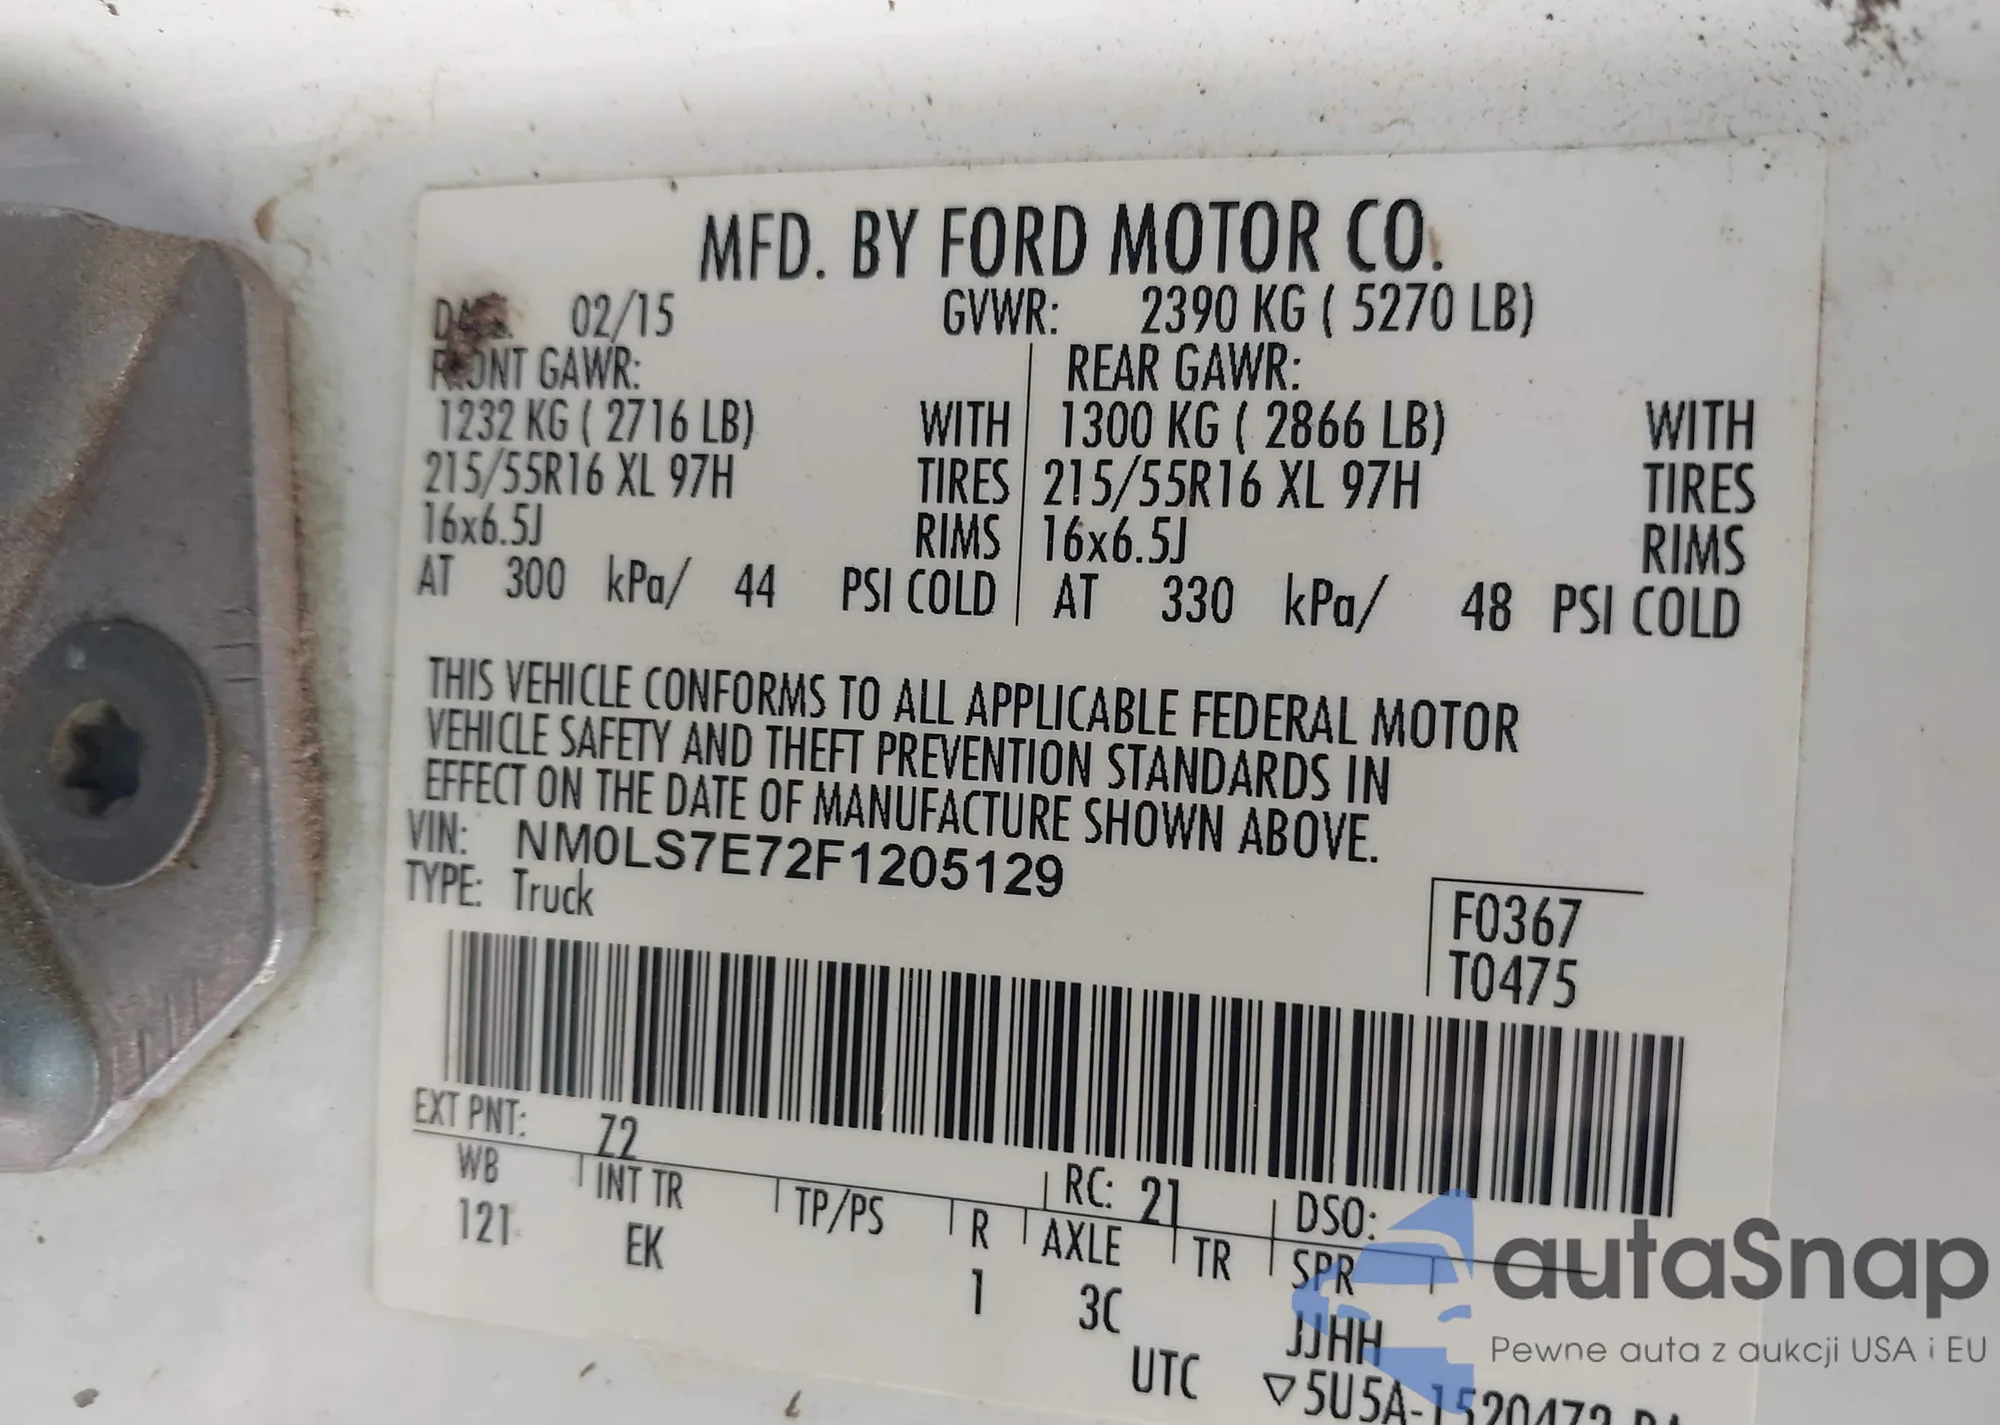 MFD. BY FORD MOTOR CO.
DATE: 02/15 GVWR: 2390 KG ( 5270 LB)
FRONT GAWR: REAR GAWR:
1232 KG ( 2716 LB) WITH 1300 KG ( 2866 LB) WITH
215/55R16 XL 97H TIRES 215/55R16 XL 97H TIRES
16x6.5J RIMS 16x6.5J RIMS
AT 300 kPa/ 44 PSI COLD AT 330 kPa/ 48 PSI COLD
THIS VEHICLE CONFORMS TO ALL APPLICABLE FEDERAL MOTOR
VEHICLE SAFETY AND THEFT PREVENTION STANDARDS IN
EFFECT ON THE DATE OF MANUFACTURE SHOWN ABOVE.
VIN: NM0LS7E72F1205129
TYPE: Truck
F0367
T0475
EXT PNT: Z2 RC: 21 DSO:
WB INT TR TP/PS R AXLE TR SPR
121 EK 1 3C JJHH
UTC ▽5U5A-1520472
autaSnap
Pewne auta z aukcji USA i EU